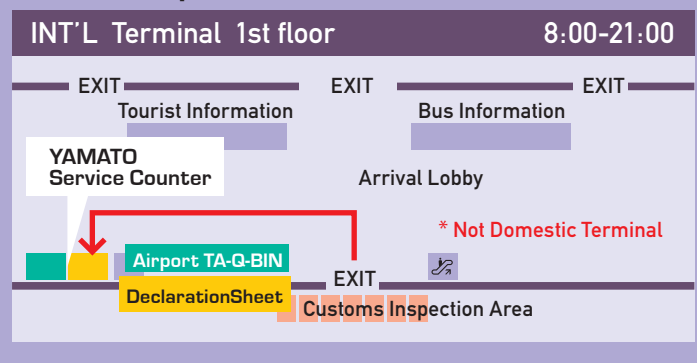 INT'L Terminal 1st floor 8:00-21:00
EXIT EXIT EXIT
Tourist Information Bus Information
YAMATO
Service Counter
Arrival Lobby
* Not Domestic Terminal
Airport TA-Q-BIN
EXIT
DeclarationSheet
Customs Inspection Area